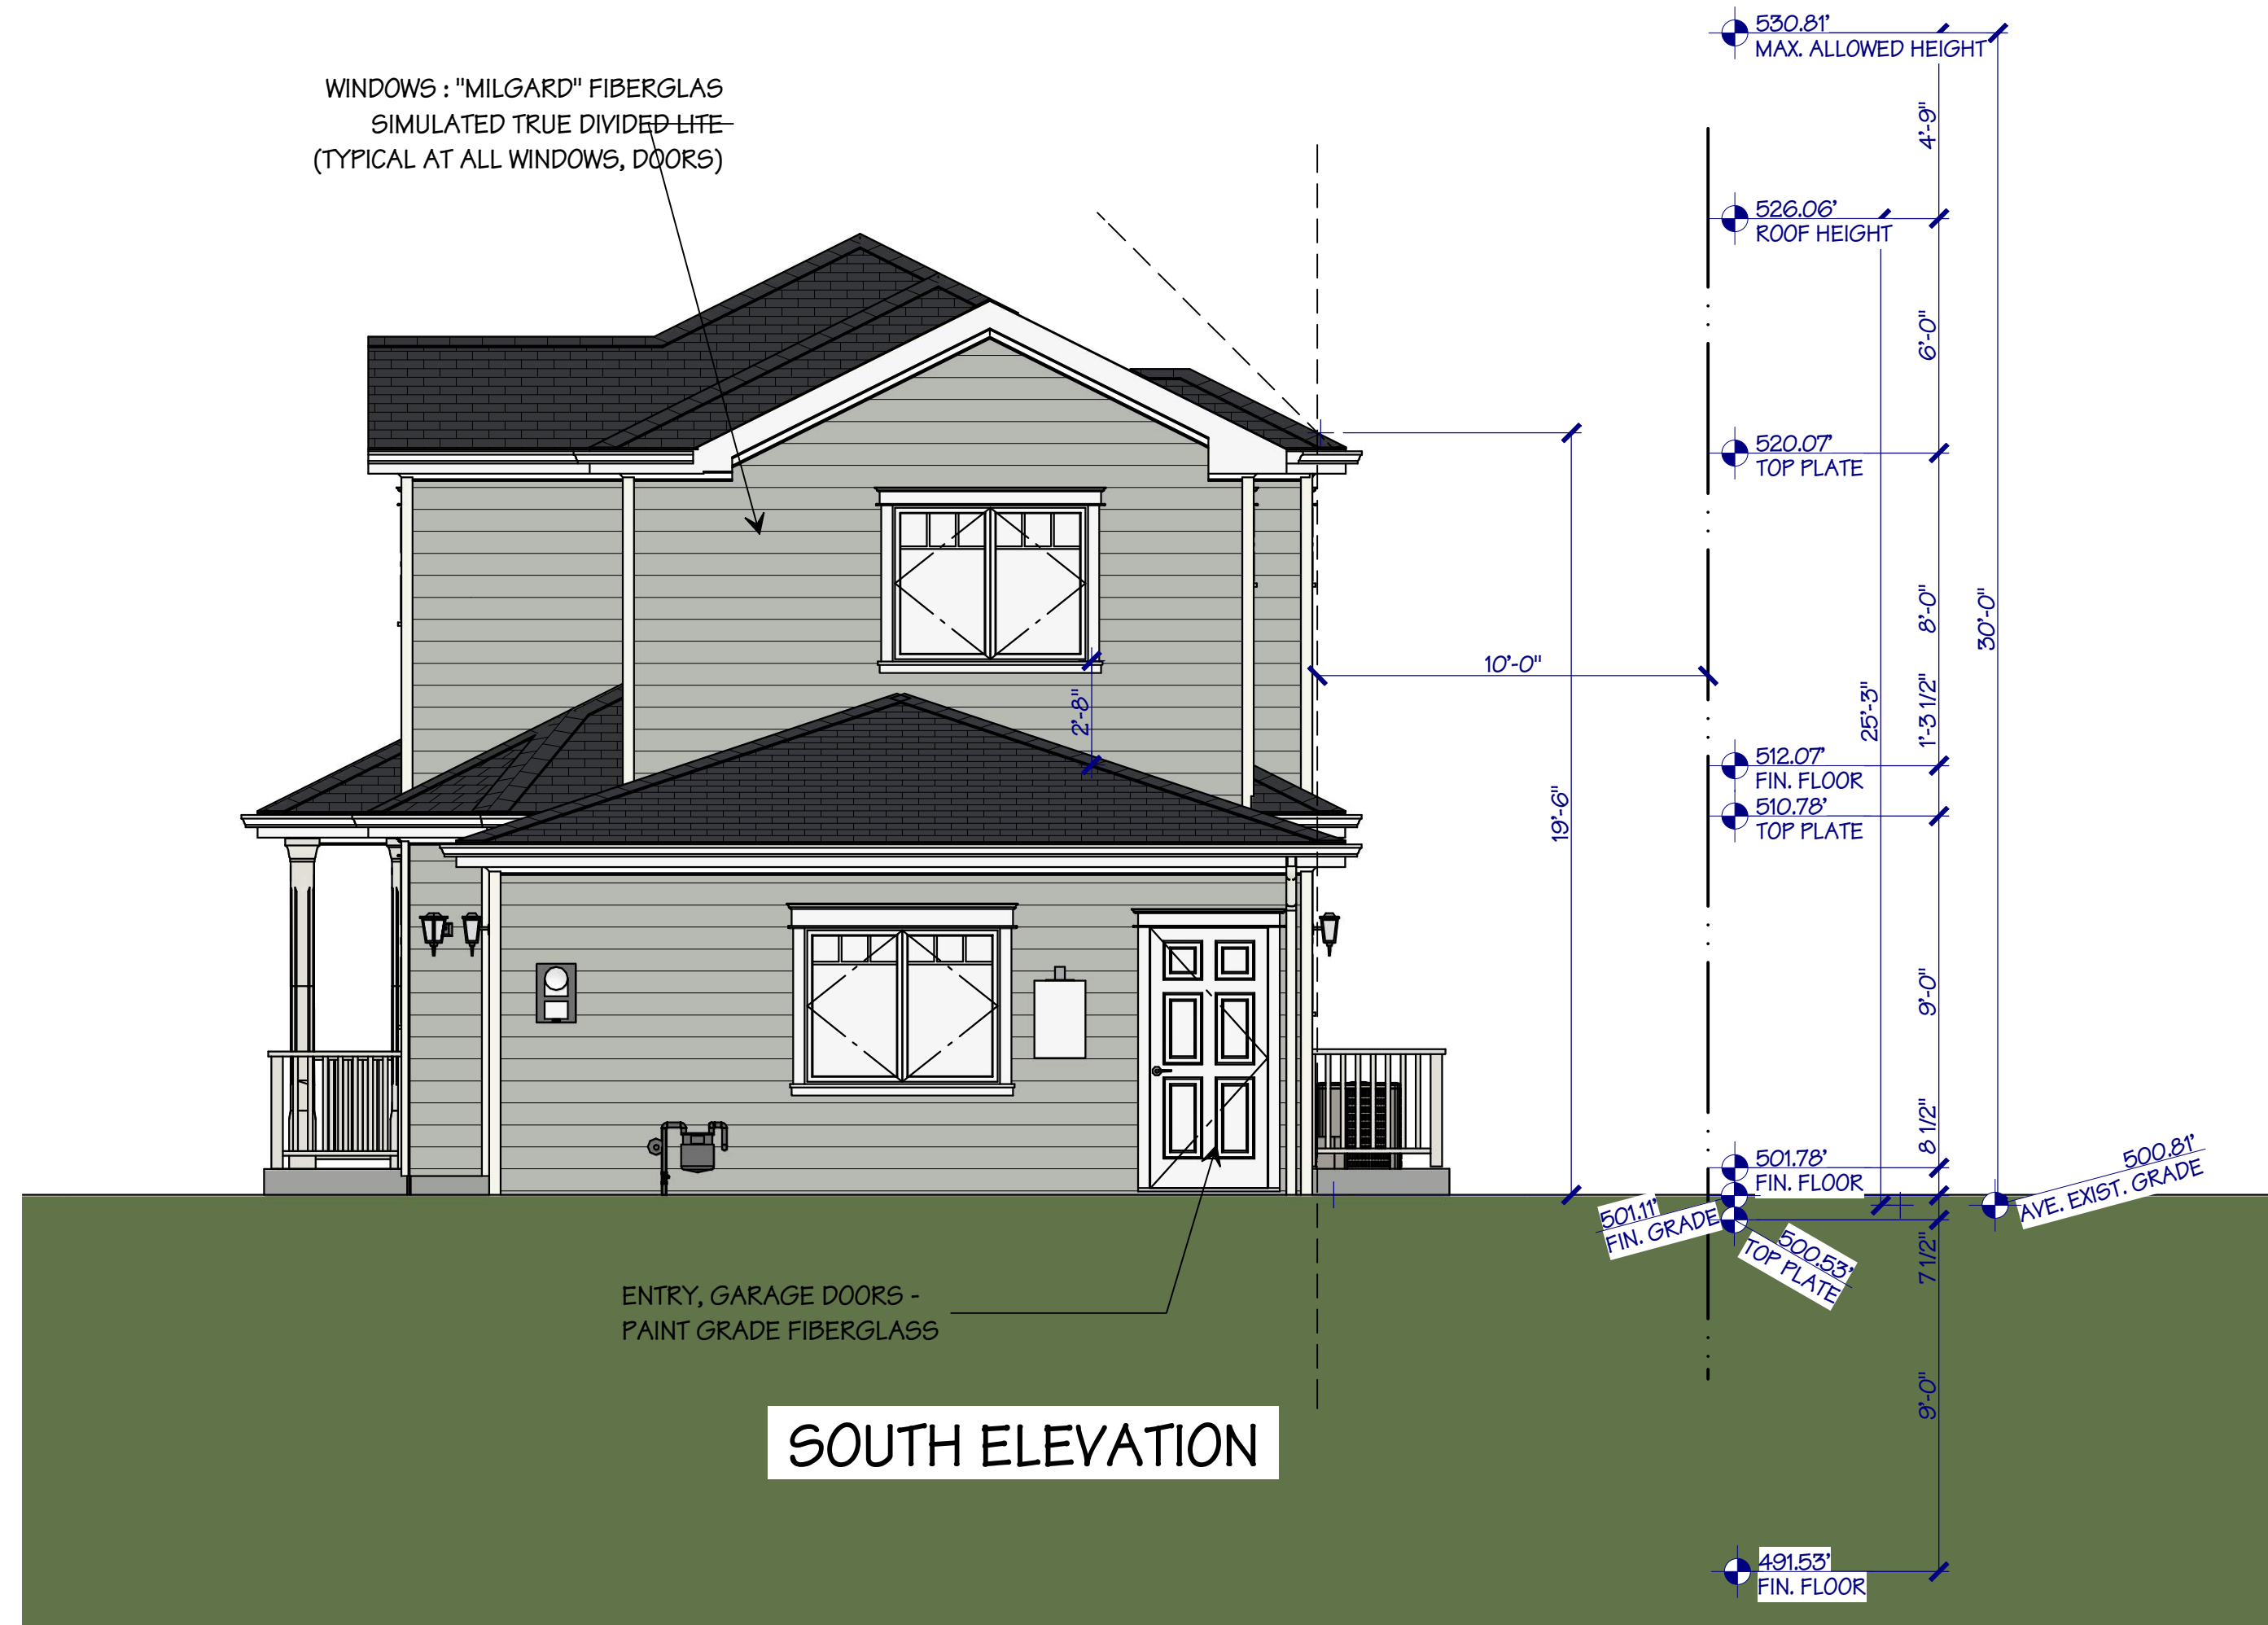 530.81'
MAX. ALLOWED HEIGHT
WINDOWS : "MILGARD" FIBERGLAS
SIMULATED TRUE DIVIDED LITE
(TYPICAL AT ALL WINDOWS, DOORS)
4'-9"
526.06'
ROOF HEIGHT
6'-0"
520.07'
TOP PLATE
8'-0"
30'-0"
10'-0"
2'-8"
25'-3"
1'-3 1/2"
512.07'
FIN. FLOOR
19'-6"
510.78'
TOP PLATE
9'-0"
8 1/2"
501.78'
FIN. FLOOR
500.81'
AVE. EXIST. GRADE
501.11'
FIN. GRADE
500.53'
TOP PLATE
7 1/2"
ENTRY, GARAGE DOORS -
PAINT GRADE FIBERGLASS
9'-0"
SOUTH ELEVATION
491.53'
FIN. FLOOR